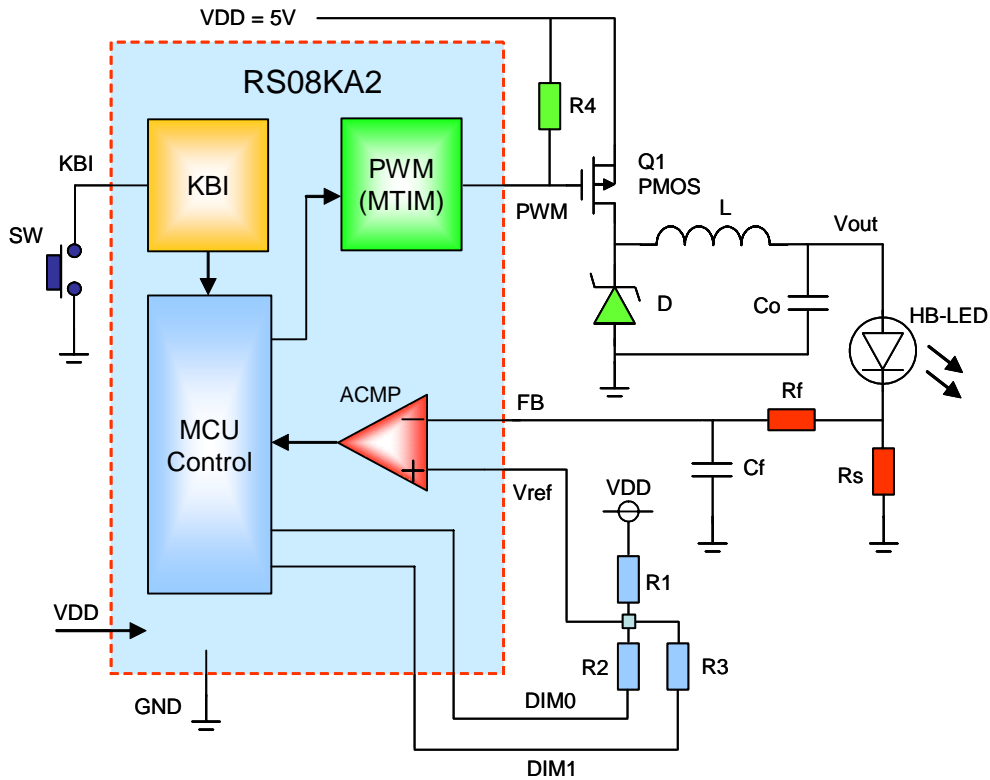 VDD = 5V
RS08KA2
R4
KBI
KBI
PWM
(MTIM)
Q1
PMOS
PWM
L
Vout
SW
D
Co
HB-LED
ACMP
FB
Rf
MCU
Control
–
+
Cf
Rs
Vref
VDD
R1
VDD
R2
R3
GND
DIM0
DIM1